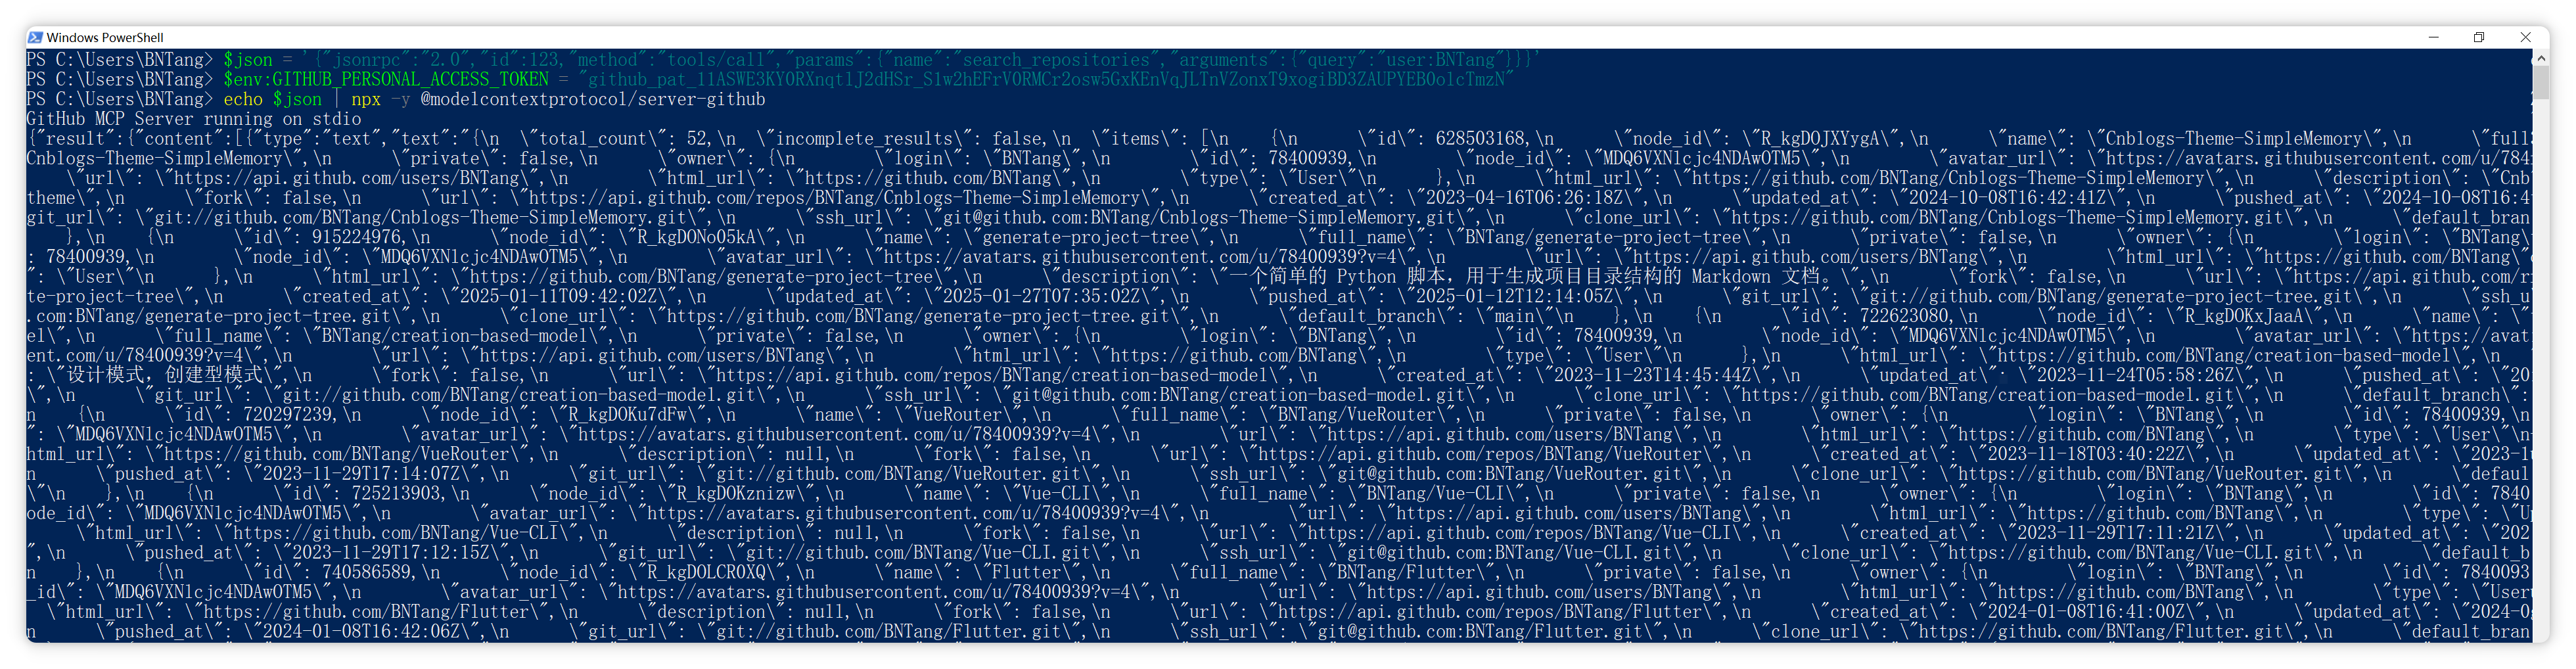 Windows PowerShell
PS C:\Users\BNTang> $json = '{"jsonrpc":"2.0","id":123,"method":"tools/call","params":{"name":"search_repositories","arguments":{"query":"user:BNTang"}}}'
PS C:\Users\BNTang> $env:GITHUB_PERSONAL_ACCESS_TOKEN =
PS C:\Users\BNTang> echo $json | npx -y @modelcontextprotocol/server-github
GitHub MCP Server running on stdio
{"result":{"content":[{"type":"text","text":"{\n  \"total_count\": 52,\n  \"incomplete_results\": false,\n  \"items\": [\n    {\n      \"id\": 628503168,\n      \"node_id\": \"R_kgDOJXYygA\",\n      \"name\": \"Cnblogs-Theme-SimpleMemory\",\n      \"full
Cnblogs-Theme-SimpleMemory\",\n      \"private\": false,\n      \"owner\": {\n        \"login\": \"BNTang\",\n        \"id\": 78400939,\n        \"node_id\": \"MDQ6VXNlcjc4NDAwOTM5\",\n        \"avatar_url\": \"https://avatars.githubusercontent.com/u/784
\"url\": \"https://api.github.com/users/BNTang\",\n        \"html_url\": \"https://github.com/BNTang\",\n        \"type\": \"User\"\n      },\n      \"html_url\": \"https://github.com/BNTang/Cnblogs-Theme-SimpleMemory\",\n      \"description\": \"Cnb
theme\",\n      \"fork\": false,\n      \"url\": \"https://api.github.com/repos/BNTang/Cnblogs-Theme-SimpleMemory\",\n      \"created_at\": \"2023-04-16T06:26:18Z\",\n      \"updated_at\": \"2024-10-08T16:42:41Z\",\n      \"pushed_at\": \"2024-10-08T16:4
git_url\": \"git://github.com/BNTang/Cnblogs-Theme-SimpleMemory.git\",\n      \"ssh_url\": \"git@github.com:BNTang/Cnblogs-Theme-SimpleMemory.git\",\n      \"clone_url\": \"https://github.com/BNTang/Cnblogs-Theme-SimpleMemory.git\",\n      \"default_bran
},\n    {\n      \"id\": 915224976,\n      \"node_id\": \"R_kgDONo05kA\",\n      \"name\": \"generate-project-tree\",\n      \"full_name\": \"BNTang/generate-project-tree\",\n      \"private\": false,\n      \"owner\": {\n        \"login\": \"BNTang\
: 78400939,\n        \"node_id\": \"MDQ6VXNlcjc4NDAwOTM5\",\n        \"avatar_url\": \"https://avatars.githubusercontent.com/u/78400939?v=4\",\n        \"url\": \"https://api.github.com/users/BNTang\",\n        \"html_url\": \"https://github.com/BNTang\"
": \"User\"\n      },\n      \"html_url\": \"https://github.com/BNTang/generate-project-tree\",\n      \"description\": \"一个简单的 Python 脚本，用于生成项目目录结构的 Markdown 文档。\",\n      \"fork\": false,\n      \"url\": \"https://api.github.com/r
te-project-tree\",\n      \"created_at\": \"2025-01-11T09:42:02Z\",\n      \"updated_at\": \"2025-01-27T07:35:02Z\",\n      \"pushed_at\": \"2025-01-12T12:14:05Z\",\n      \"git_url\": \"git://github.com/BNTang/generate-project-tree.git\",\n      \"ssh_u
.com:BNTang/generate-project-tree.git\",\n      \"clone_url\": \"https://github.com/BNTang/generate-project-tree.git\",\n      \"default_branch\": \"main\"\n    },\n    {\n      \"id\": 722623080,\n      \"node_id\": \"R_kgDOKxJaaA\",\n      \"name\": \"
el\",\n      \"full_name\": \"BNTang/creation-based-model\",\n      \"private\": false,\n      \"owner\": {\n        \"login\": \"BNTang\",\n        \"id\": 78400939,\n        \"node_id\": \"MDQ6VXNlcjc4NDAwOTM5\",\n        \"avatar_url\": \"https://avat
ent.com/u/78400939?v=4\",\n        \"url\": \"https://api.github.com/users/BNTang\",\n        \"html_url\": \"https://github.com/BNTang\",\n        \"type\": \"User\"\n      },\n      \"html_url\": \"https://github.com/BNTang/creation-based-model\",\n
: \"设计模式，创建型模式\",\n      \"fork\": false,\n      \"url\": \"https://api.github.com/repos/BNTang/creation-based-model\",\n      \"created_at\": \"2023-11-23T14:45:44Z\",\n      \"updated_at\": \"2023-11-24T05:58:26Z\",\n      \"pushed_at\": \"20
\",\n      \"git_url\": \"git://github.com/BNTang/creation-based-model.git\",\n      \"ssh_url\": \"git@github.com:BNTang/creation-based-model.git\",\n      \"clone_url\": \"https://github.com/BNTang/creation-based-model.git\",\n      \"default_branch\":
n    {\n      \"id\": 720297239,\n      \"node_id\": \"R_kgDOKu7dFw\",\n      \"name\": \"VueRouter\",\n      \"full_name\": \"BNTang/VueRouter\",\n      \"private\": false,\n      \"owner\": {\n        \"login\": \"BNTang\",\n        \"id\": 78400939,\n
": \"MDQ6VXNlcjc4NDAwOTM5\",\n        \"avatar_url\": \"https://avatars.githubusercontent.com/u/78400939?v=4\",\n        \"url\": \"https://api.github.com/users/BNTang\",\n        \"html_url\": \"https://github.com/BNTang\",\n        \"type\": \"User\"\n
html_url\": \"https://github.com/BNTang/VueRouter\",\n      \"description\": null,\n      \"fork\": false,\n      \"url\": \"https://api.github.com/repos/BNTang/VueRouter\",\n      \"created_at\": \"2023-11-18T03:40:22Z\",\n      \"updated_at\": \"2023-1
n      \"pushed_at\": \"2023-11-29T17:14:07Z\",\n      \"git_url\": \"git://github.com/BNTang/VueRouter.git\",\n      \"ssh_url\": \"git@github.com:BNTang/VueRouter.git\",\n      \"clone_url\": \"https://github.com/BNTang/VueRouter.git\",\n      \"defaul
\"\n    },\n    {\n      \"id\": 725213903,\n      \"node_id\": \"R_kgDOKznizw\",\n      \"name\": \"Vue-CLI\",\n      \"full_name\": \"BNTang/Vue-CLI\",\n      \"private\": false,\n      \"owner\": {\n        \"login\": \"BNTang\",\n        \"id\": 7840
ode_id\": \"MDQ6VXNlcjc4NDAwOTM5\",\n        \"avatar_url\": \"https://avatars.githubusercontent.com/u/78400939?v=4\",\n        \"url\": \"https://api.github.com/users/BNTang\",\n        \"html_url\": \"https://github.com/BNTang\",\n        \"type\": \"U
\"html_url\": \"https://github.com/BNTang/Vue-CLI\",\n      \"description\": null,\n      \"fork\": false,\n      \"url\": \"https://api.github.com/repos/BNTang/Vue-CLI\",\n      \"created_at\": \"2023-11-29T17:11:21Z\",\n      \"updated_at\": \"202
",\n      \"pushed_at\": \"2023-11-29T17:12:15Z\",\n      \"git_url\": \"git://github.com/BNTang/Vue-CLI.git\",\n      \"ssh_url\": \"git@github.com:BNTang/Vue-CLI.git\",\n      \"clone_url\": \"https://github.com/BNTang/Vue-CLI.git\",\n      \"default_b
n    },\n    {\n      \"id\": 740586589,\n      \"node_id\": \"R_kgDOLCR0XQ\",\n      \"name\": \"Flutter\",\n      \"full_name\": \"BNTang/Flutter\",\n      \"private\": false,\n      \"owner\": {\n        \"login\": \"BNTang\",\n        \"id\": 7840093
_id\": \"MDQ6VXNlcjc4NDAwOTM5\",\n        \"avatar_url\": \"https://avatars.githubusercontent.com/u/78400939?v=4\",\n        \"url\": \"https://api.github.com/users/BNTang\",\n        \"html_url\": \"https://github.com/BNTang\",\n        \"type\": \"User
\"html_url\": \"https://github.com/BNTang/Flutter\",\n      \"description\": null,\n      \"fork\": false,\n      \"url\": \"https://api.github.com/repos/BNTang/Flutter\",\n      \"created_at\": \"2024-01-08T16:41:00Z\",\n      \"updated_at\": \"2024-0
n      \"pushed_at\": \"2024-01-08T16:42:06Z\",\n      \"git_url\": \"git://github.com/BNTang/Flutter.git\",\n      \"ssh_url\": \"git@github.com:BNTang/Flutter.git\",\n      \"clone_url\": \"https://github.com/BNTang/Flutter.git\",\n      \"default_bran